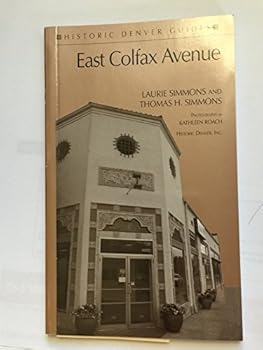 HISTORIC DENVER GUIDES
East Colfax Avenue
LAURIE SIMMONS AND
THOMAS H. SIMMONS
PHOTOGRAPHS BY
KATHLEEN ROACH
HISTORIC DENVER, INC.